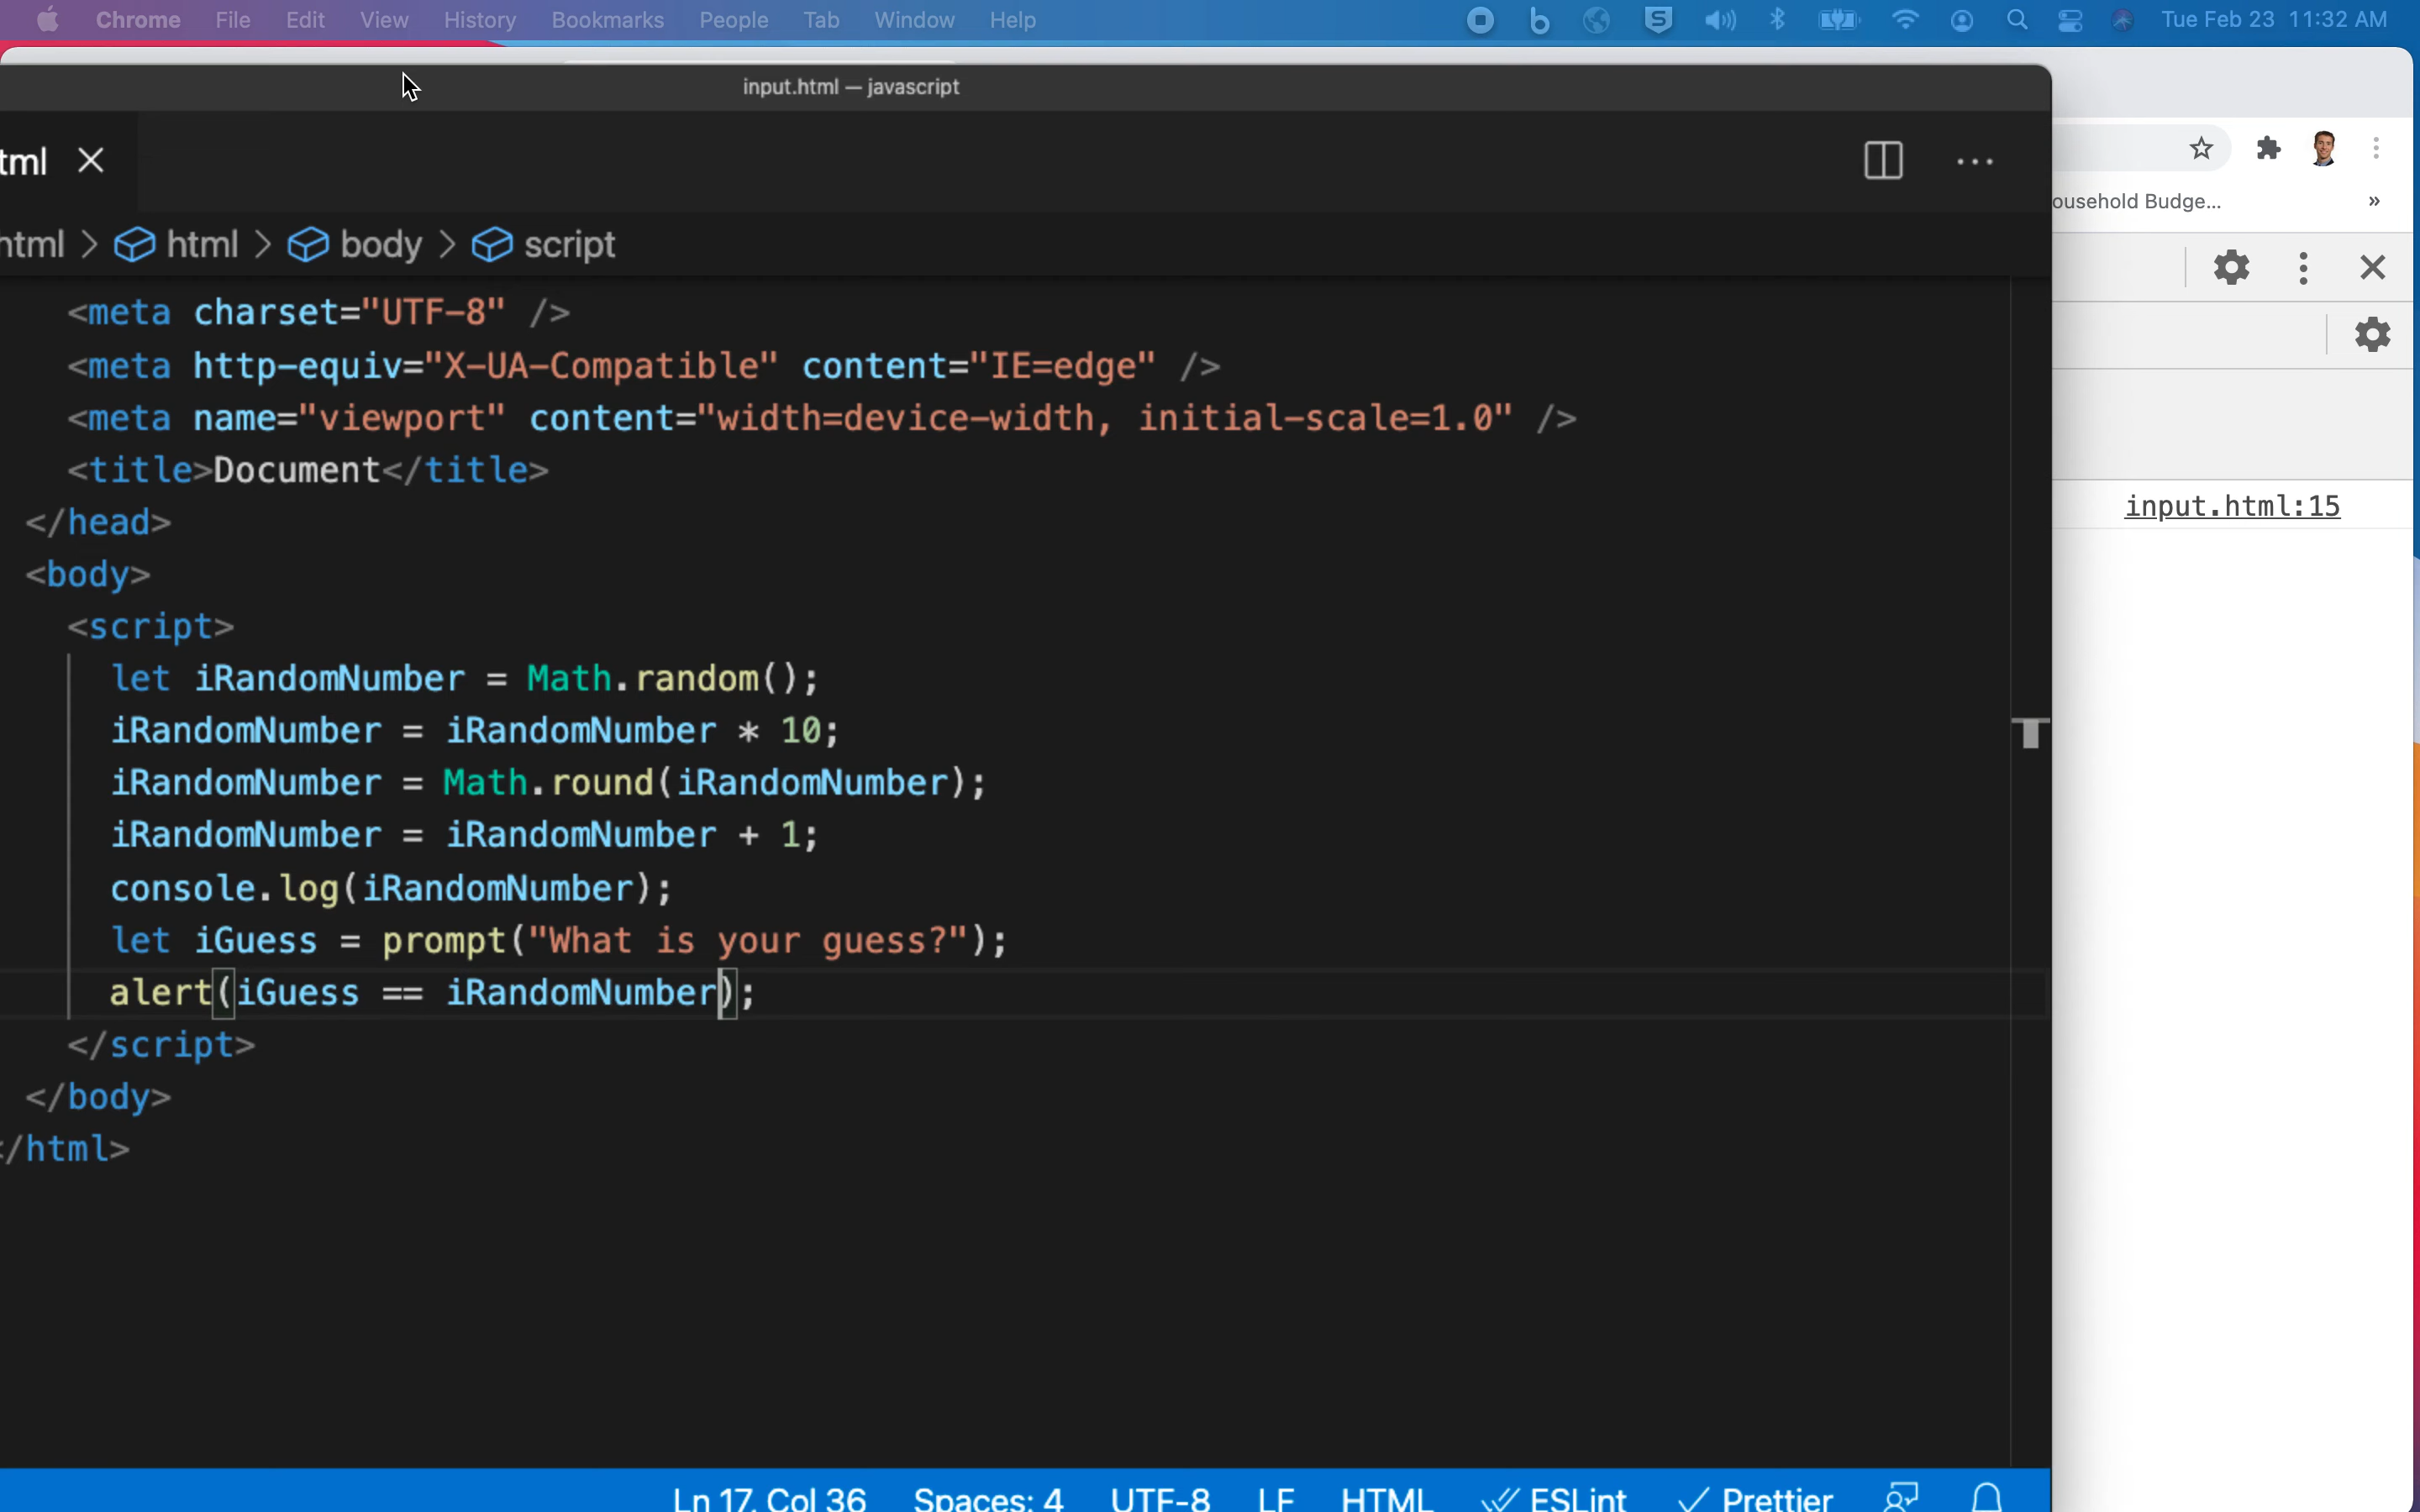 Chrome File Edit View History Bookmarks People Tab Window Help Tue Feb 23 11:32 AM
input.html — javascript
tml
ousehold Budge... »
html > html > body > script
<meta charset="UTF-8" />
<meta http-equiv="X-UA-Compatible" content="IE=edge" />
<meta name="viewport" content="width=device-width, initial-scale=1.0" />
<title>Document</title>
input.html:15
</head>
<body>
<script>
let iRandomNumber = Math.random();
iRandomNumber = iRandomNumber * 10;
iRandomNumber = Math.round(iRandomNumber);
iRandomNumber = iRandomNumber + 1;
console.log(iRandomNumber);
let iGuess = prompt("What is your guess?");
alert(iGuess == iRandomNumber);
</script>
</body>
</html>
Ln 17, Col 36 Spaces: 4 UTF-8 LF HTML ESLint Prettier